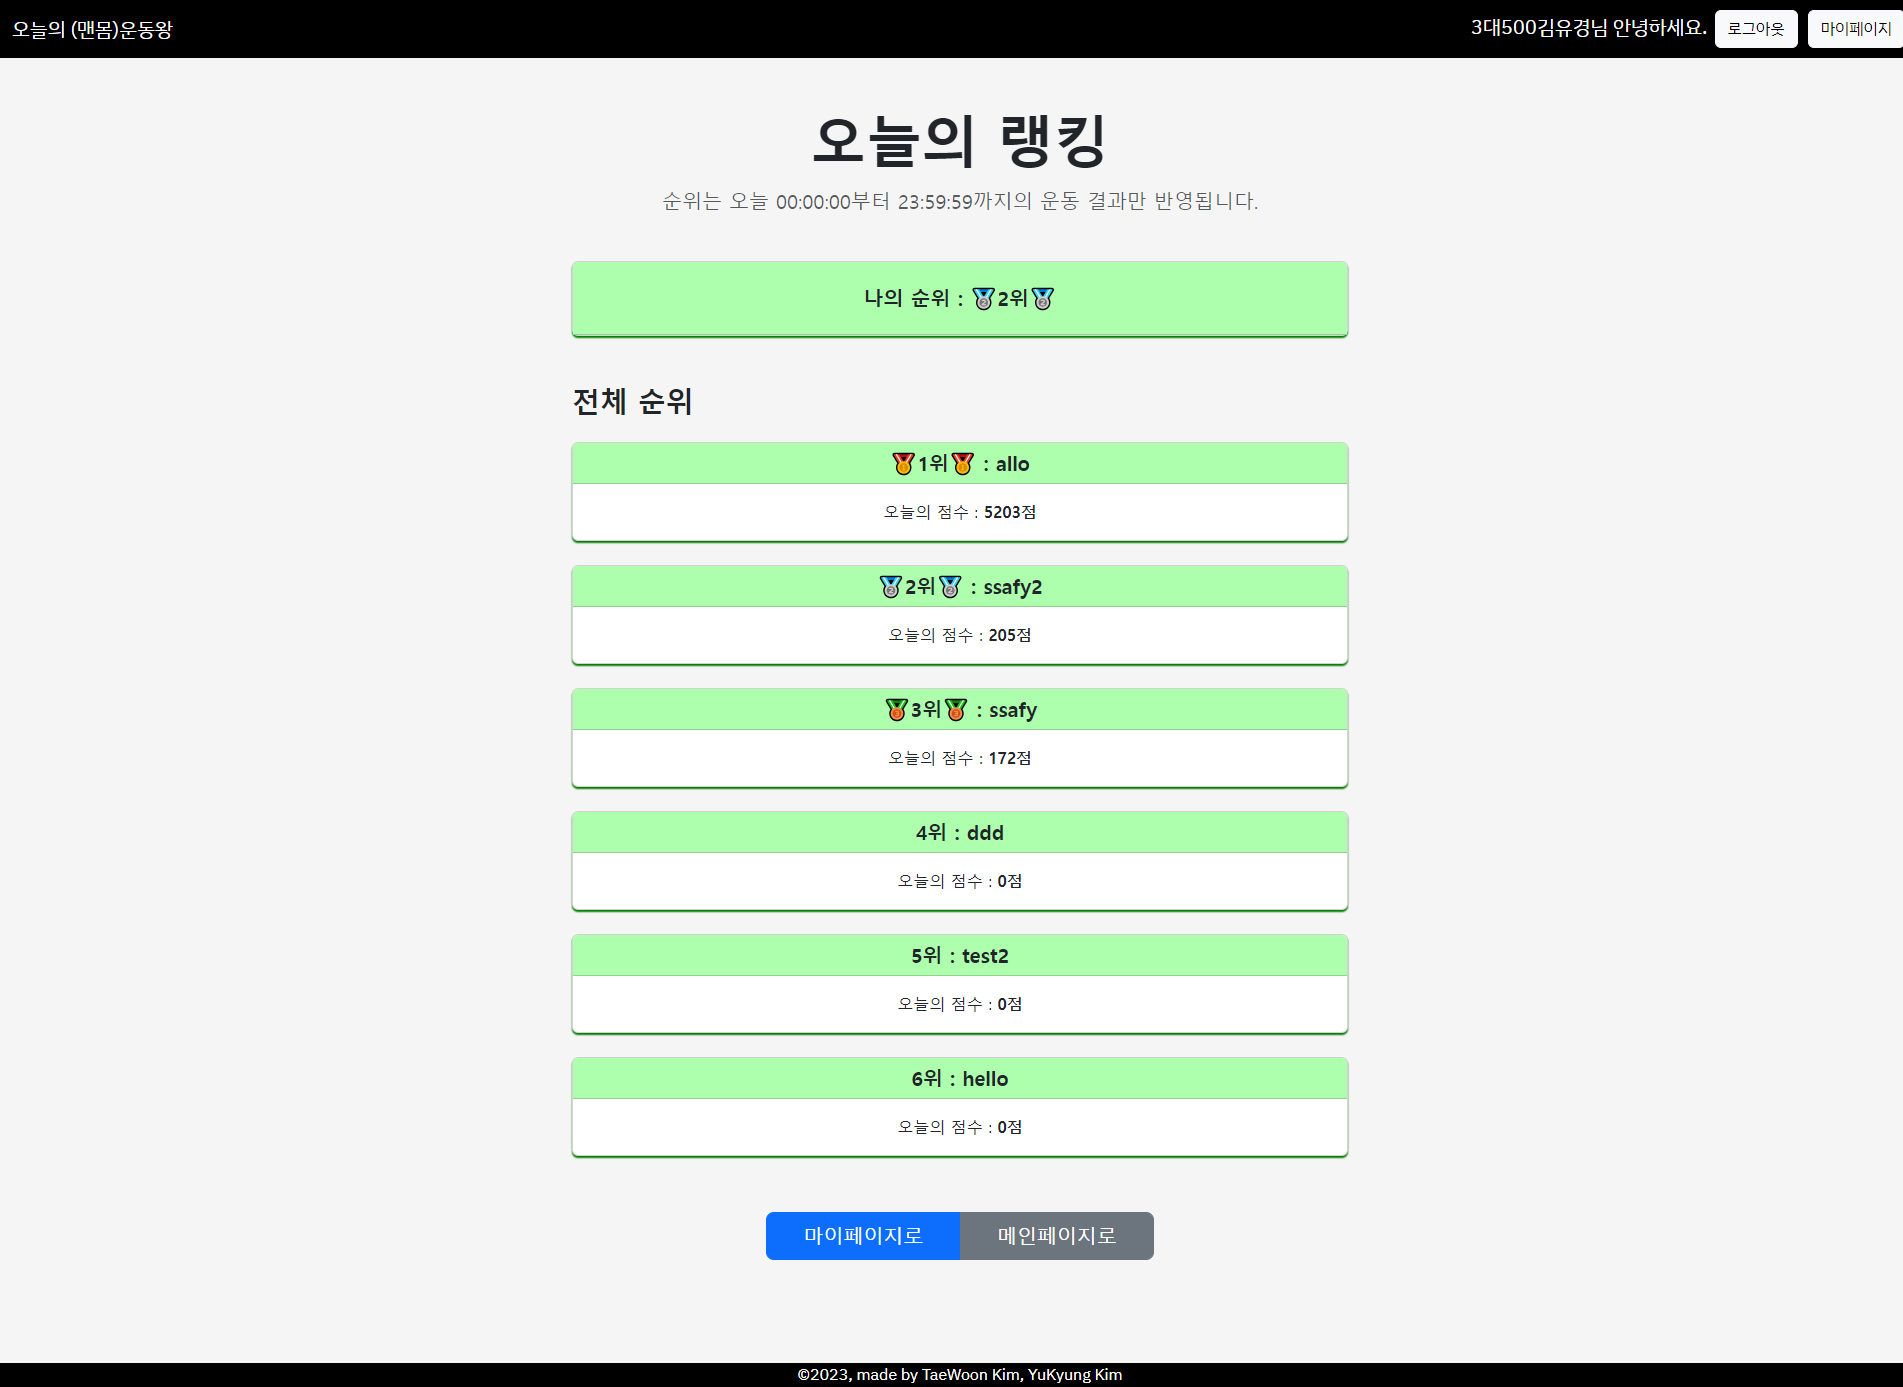 오늘의 (맨몸)운동왕
3대500김유경님 안녕하세요. 로그아웃 마이페이지
오늘의 랭킹
순위는 오늘 00:00:00부터 23:59:59까지의 운동 결과만 반영됩니다.
나의 순위 : 🥈2위🥈
전체 순위
🥇1위🥇 : allo
오늘의 점수 : 5203점
🥈2위🥈 : ssafy2
오늘의 점수 : 205점
🥉3위🥉 : ssafy
오늘의 점수 : 172점
4위 : ddd
오늘의 점수 : 0점
5위 : test2
오늘의 점수 : 0점
6위 : hello
오늘의 점수 : 0점
마이페이지로 메인페이지로
©2023, made by TaeWoon Kim, YuKyung Kim